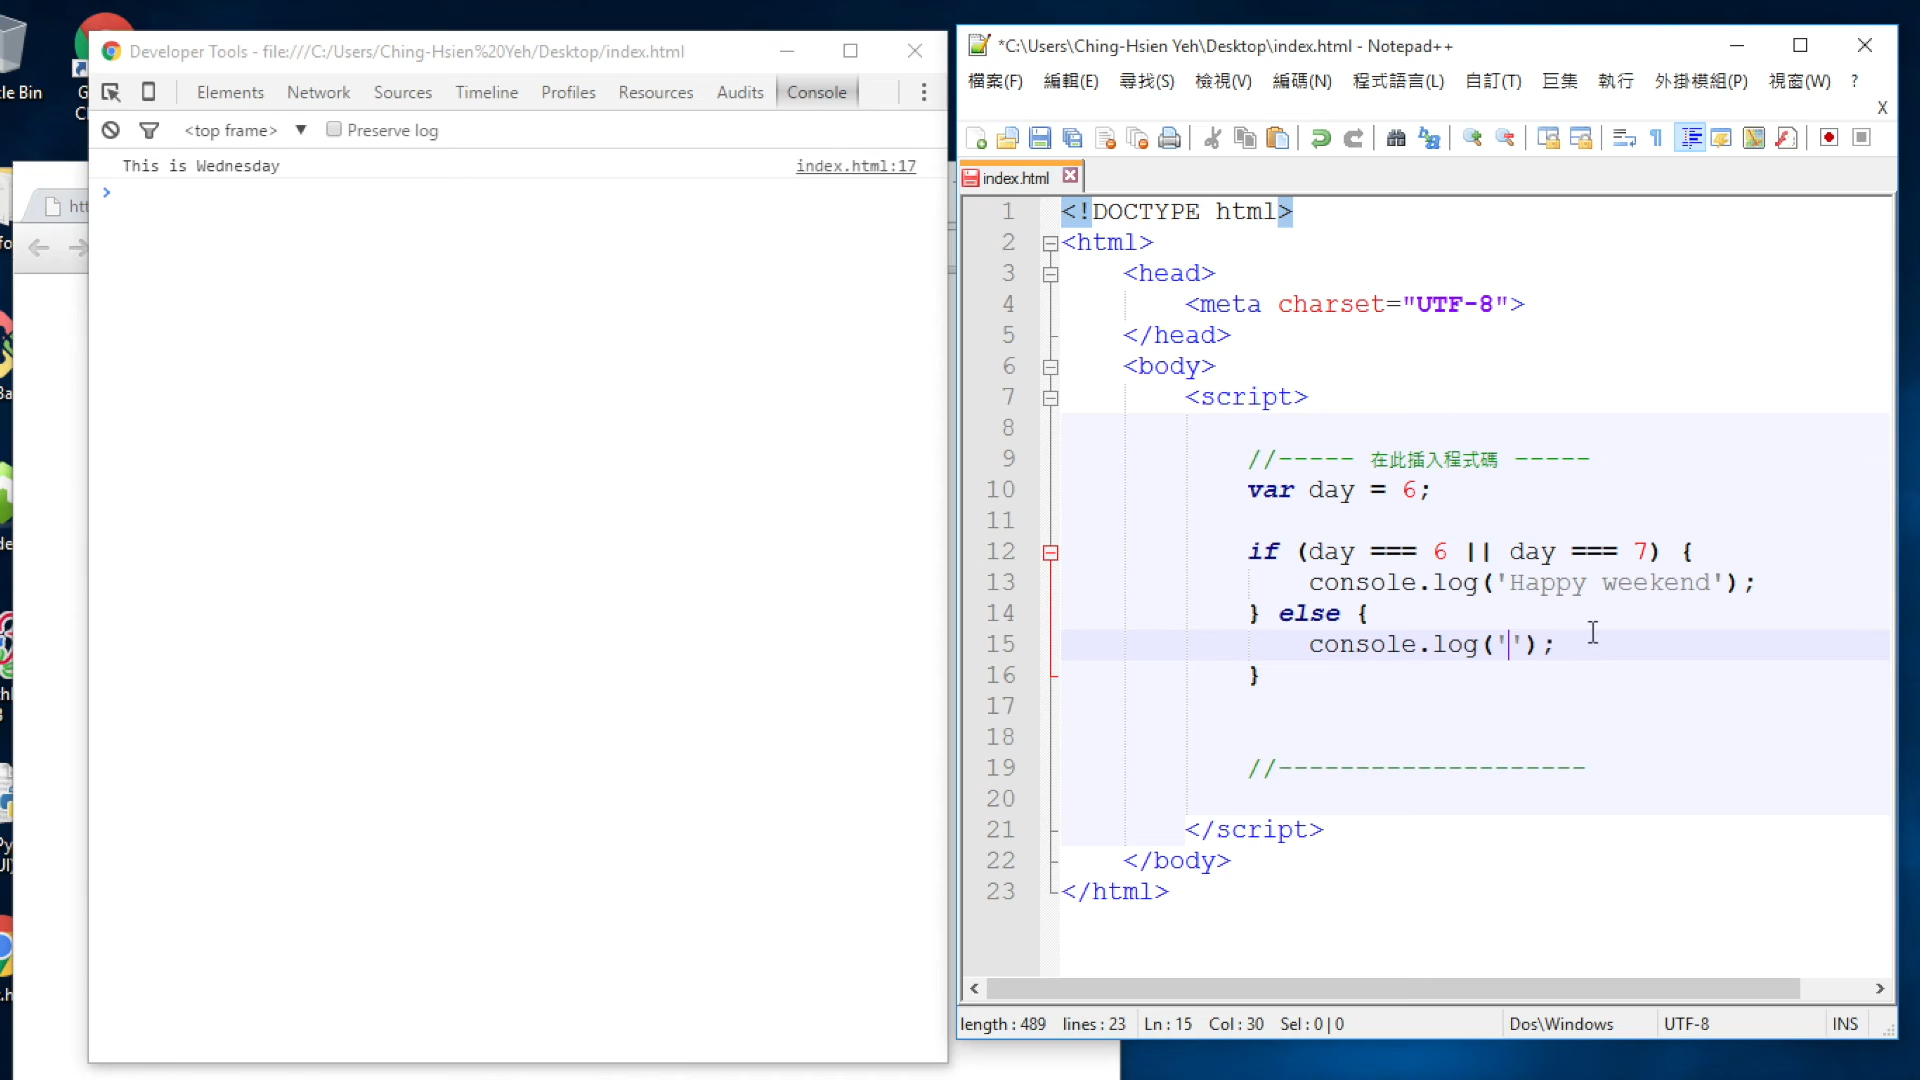 le Bin
Developer Tools - file:///C:/Users/Ching-Hsien%20Yeh/Desktop/index.html
Elements Network Sources Timeline Profiles Resources Audits Console
<top frame> ▼ Preserve log
This is Wednesday index.html:17
>
htt
*C:\Users\Ching-Hsien Yeh\Desktop\index.html - Notepad++
檔案(F) 編輯(E) 尋找(S) 檢視(V) 編碼(N) 程式語言(L) 自訂(T) 巨集 執行 外掛模組(P) 視窗(W) ?
X
index.html
1 <!DOCTYPE html>
2 <html>
3 <head>
4 <meta charset="UTF-8">
5 </head>
6 <body>
7 <script>
8
9 //----- 在此插入程式碼 -----
10 var day = 6;
11
12 if (day === 6 || day === 7) {
13 console.log('Happy weekend');
14 } else {
15 console.log('');
16 }
17
18
19 //--------------------
20
21 </script>
22 </body>
23 </html>
length : 489 lines : 23 Ln : 15 Col : 30 Sel : 0 | 0 Dos\Windows UTF-8 INS